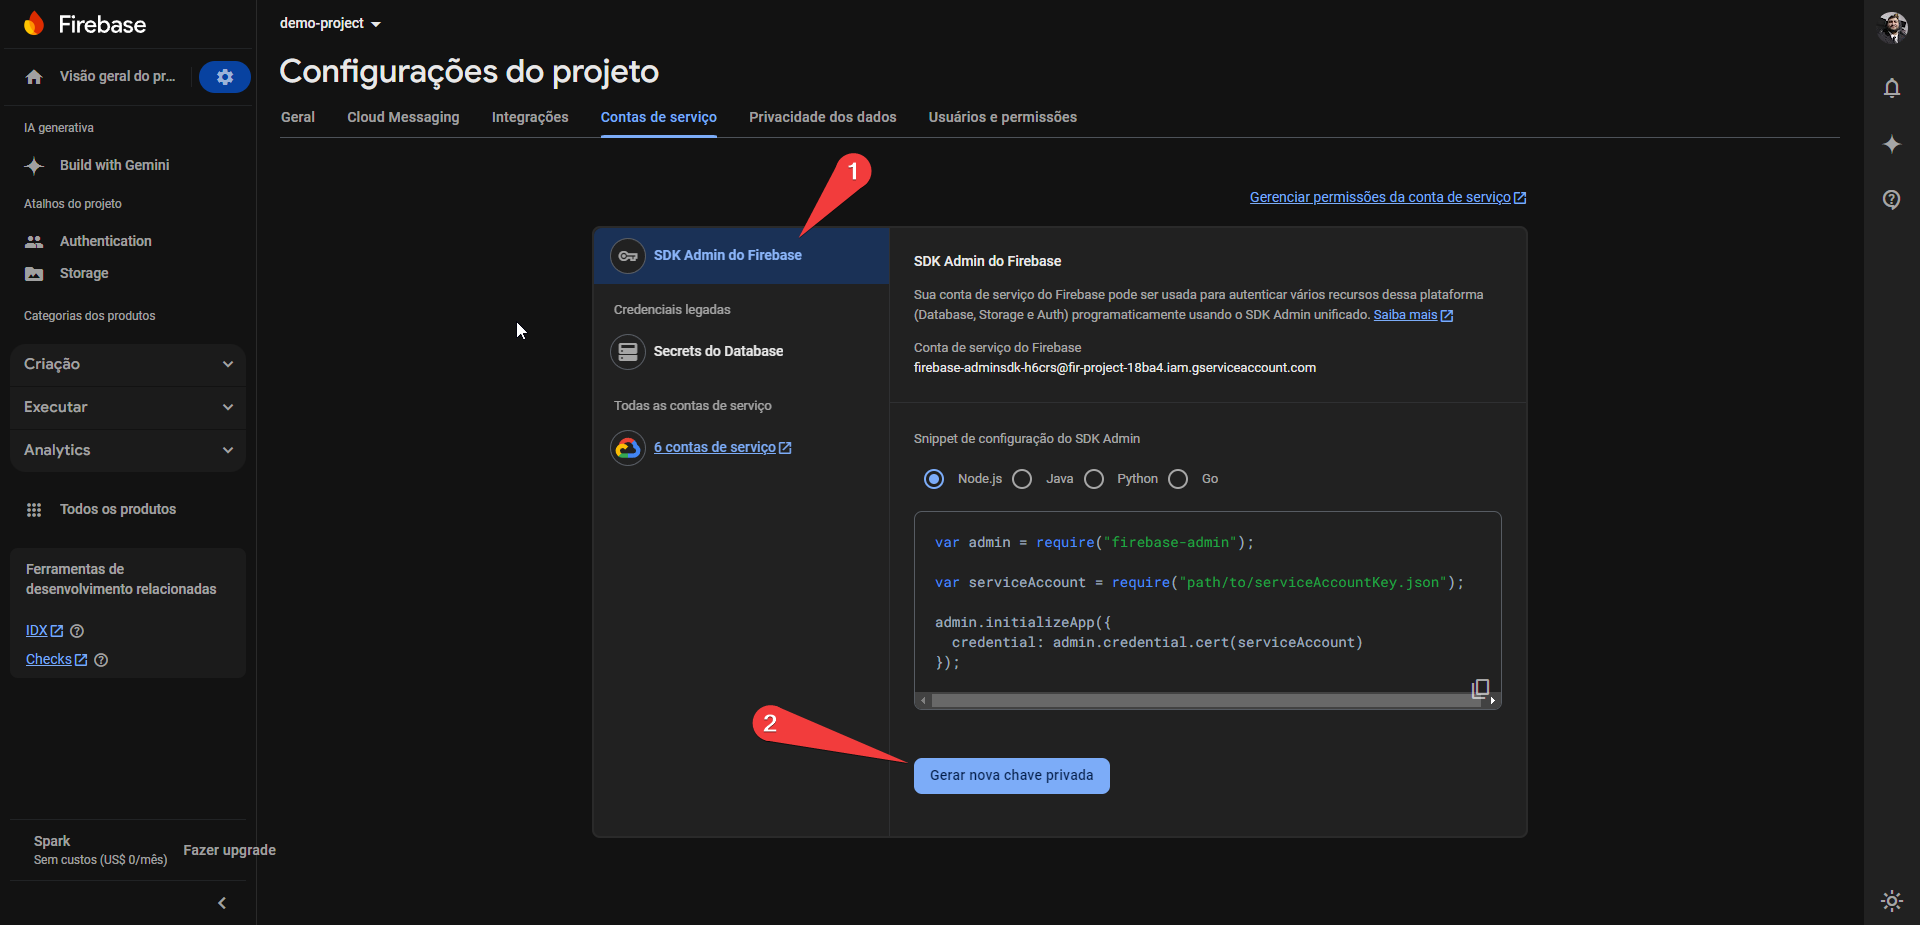 Firebase
Visão geral do pr...
IA generativa
Build with Gemini
Atalhos do projeto
Authentication
Storage
Categorias dos produtos
Criação
Executar
Analytics
Todos os produtos
Ferramentas de
desenvolvimento relacionadas
IDX
Checks
Spark
Sem custos (US$ 0/mês)
Fazer upgrade
demo-project
Configurações do projeto
Geral
Cloud Messaging
Integrações
Contas de serviço
Privacidade dos dados
Usuários e permissões
1
Gerenciar permissões da conta de serviço
SDK Admin do Firebase
Credenciais legadas
Secrets do Database
Todas as contas de serviço
6 contas de serviço
SDK Admin do Firebase
Sua conta de serviço do Firebase pode ser usada para autenticar vários recursos dessa plataforma
(Database, Storage e Auth) programaticamente usando o SDK Admin unificado. Saiba mais
Conta de serviço do Firebase
firebase-adminsdk-h6crs@fir-project-18ba4.iam.gserviceaccount.com
Snippet de configuração do SDK Admin
Node.js Java Python Go
var admin = require("firebase-admin");
var serviceAccount = require("path/to/serviceAccountKey.json");
admin.initializeApp({
credential: admin.credential.cert(serviceAccount)
});
2
Gerar nova chave privada